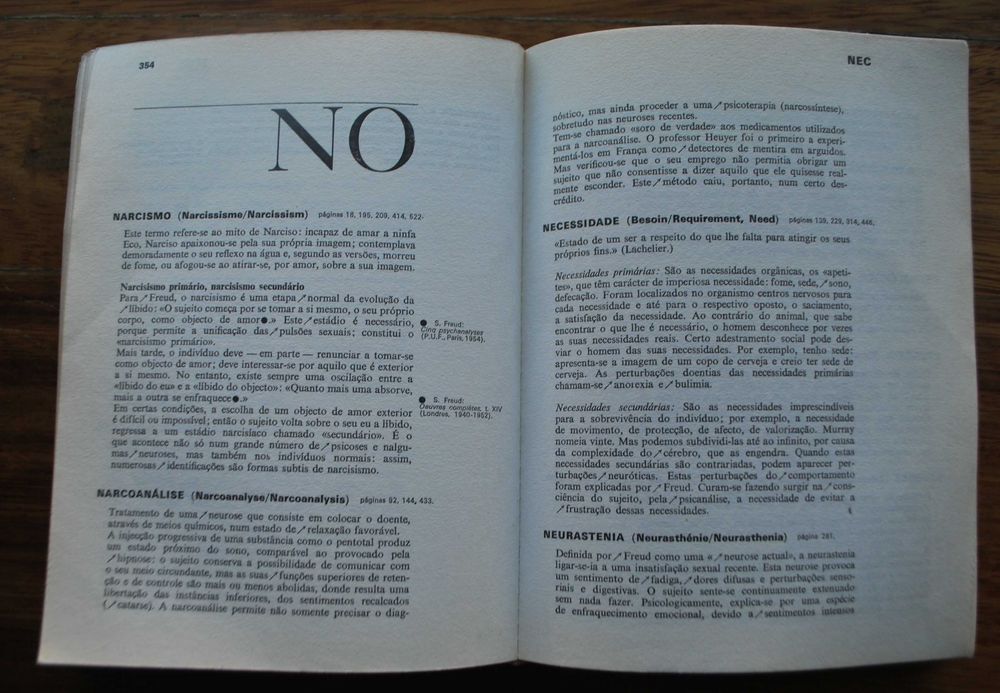 354
NO
NARCISMO (Narcissisme/Narcissism) páginas 18, 195, 209, 414, 522.
Este termo refere-se ao mito de Narciso: incapaz de amar a ninfa
Eco, Narciso apaixonou-se pela sua própria imagem; contemplava
demoradamente o seu reflexo na água e, segundo as versões, morreu
de fome, ou afogou-se ao atirar-se, por amor, sobre a sua imagem.
Narcisismo primário, narcisismo secundário
Para↗Freud, o narcisismo é uma etapa↗normal da evolução da
↗líbido: «O sujeito começa por se tomar a si mesmo, o seu próprio
corpo, como objecto de amor●.» Este↗estádio é necessário,
porque permite a unificação das↗pulsões sexuais; constitui o
«narcisismo primário».
● S. Freud:
Cinq psychanalyses
(P.U.F., Paris, 1954).
Mais tarde, o indivíduo deve — em parte — renunciar a tomar-se
como objecto de amor; deve interessar-se por aquilo que é exterior
a si mesmo. No entanto, existe sempre uma oscilação entre a
«líbido do eu» e a «líbido do objecto»: «Quanto mais uma absorve,
mais a outra se enfraquece●.»
● S. Freud:
Oeuvres complètes, t. XIV
(Londres, 1940-1952).
Em certas condições, a escolha de um objecto de amor exterior
é difícil ou impossível; então o sujeito volta sobre o seu eu a líbido,
regressa a um estádio narcisíaco chamado «secundário». É o
que acontece não só num grande número de↗psicoses e nalgu-
mas↗neuroses, mas também nos indivíduos normais: assim,
numerosas↗identificações são formas subtis de narcisismo.
NARCOANÁLISE (Narcoanalyse/Narcoanalysis) páginas 92, 144, 433.
Tratamento de uma↗neurose que consiste em colocar o doente,
através de meios químicos, num estado de↗relaxação favorável.
A injecção progressiva de uma substância como o pentotal produz
um estado próximo do sono, comparável ao provocado pela
↗hipnose: o sujeito conserva a possibilidade de comunicar com
o seu meio circundante, mas as suas↗funções superiores de reten-
ção e de controle são mais ou menos abolidas, donde resulta uma
libertação das instâncias inferiores, dos sentimentos recalcados
(↗catarse). A narcoanálise permite não somente precisar o diag-
NEC
nóstico, mas ainda proceder a uma↗psicoterapia (narcossíntese),
sobretudo nas neuroses recentes.
Tem-se chamado «soro de verdade» aos medicamentos utilizados
para a narcoanálise. O professor Heuyer foi o primeiro a experi-
mentá-los em França como↗detectores de mentira em arguidos.
Mas verificou-se que o seu emprego não permitia obrigar um
sujeito que não consentisse a dizer aquilo que ele quisesse real-
mente esconder. Este↗método caiu, portanto, num certo des-
crédito.
NECESSIDADE (Besoin/Requirement, Need) páginas 139, 229, 314, 446.
«Estado de um ser a respeito do que lhe falta para atingir os seus
próprios fins.» (Lachelier.)
Necessidades primárias: São as necessidades orgânicas, os «apeti-
tes», que têm carácter de imperiosa necessidade: fome, sede,↗sono,
defecação. Foram localizados no organismo centros nervosos para
cada necessidade e até para o respectivo oposto, o saciamento,
a satisfação da necessidade. Ao contrário do animal, que sabe
encontrar o que lhe é necessário, o homem desconhece por vezes
as suas necessidades reais. Certo adestramento social pode des-
viar o homem das suas necessidades. Por exemplo, tenho sede:
apresenta-se a imagem de um copo de cerveja e creio ter sede de
cerveja. As perturbações doentias das necessidades primárias
chamam-se↗anorexia e↗bulimia.
Necessidades secundárias: São as necessidades imprescindíveis
para a sobrevivência do indivíduo; por exemplo, a necessidade
de movimento, de protecção, de afecto, de valorização. Murray
nomeia vinte. Mas podemos subdividi-las até ao infinito, por causa
da complexidade do↗cérebro, que as engendra. Quando estas
necessidades secundárias são contrariadas, podem aparecer per-
turbações↗neuróticas. Estas perturbações do↗comportamento
foram explicadas por↗Freud. Curam-se fazendo surgir na↗cons-
ciência do sujeito, pela↗psicanálise, a necessidade de evitar a
↗frustração dessas necessidades.
NEURASTENIA (Neurasthénio/Neurasthenia) página 281.
Definida por↗Freud como uma «↗neurose actual», a neurastenia
ligar-se-ia a uma insatisfação sexual recente. Esta neurose provoca
um sentimento de↗fadiga,↗dores difusas e perturbações senso-
riais e digestivas. O sujeito sente-se continuamente extenuado
sem nada fazer. Psicologicamente, explica-se por uma espécie
de enfraquecimento emocional, devido a↗sentimentos intensos